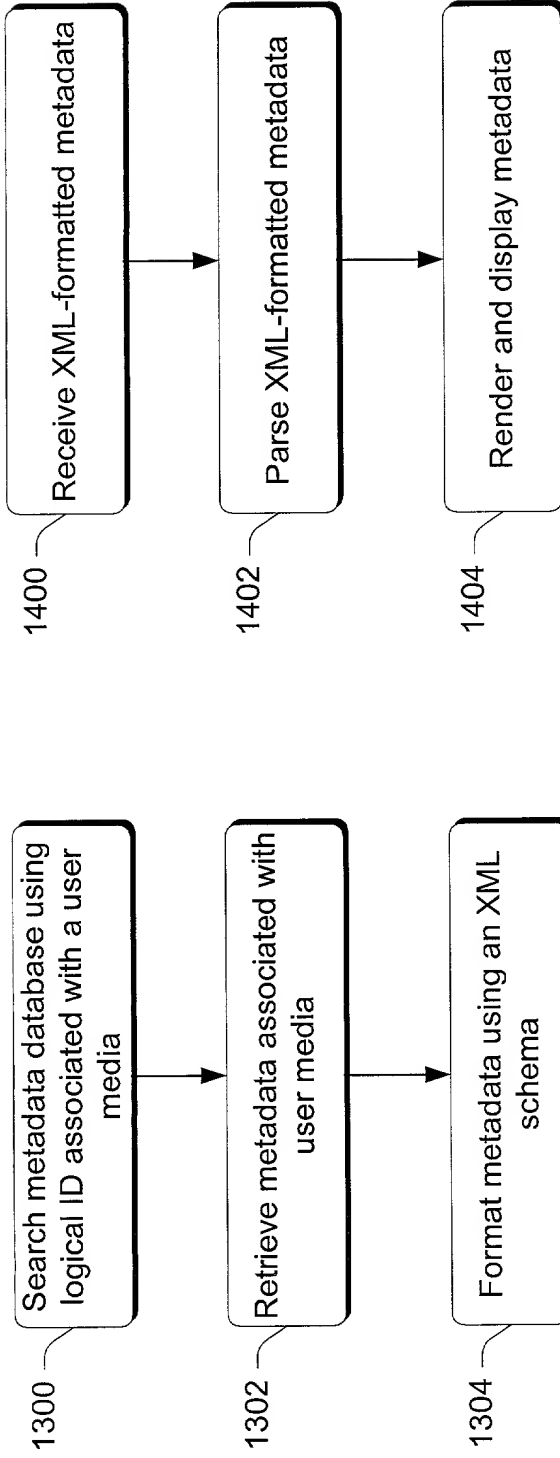 1300
Search metadata database using
logical ID associated with a user
media
1302
Retrieve metadata associated with
user media
1304
Format metadata using an XML
schema
1400
Receive XML-formatted metadata
1402
Parse XML-formatted metadata
1404
Render and display metadata